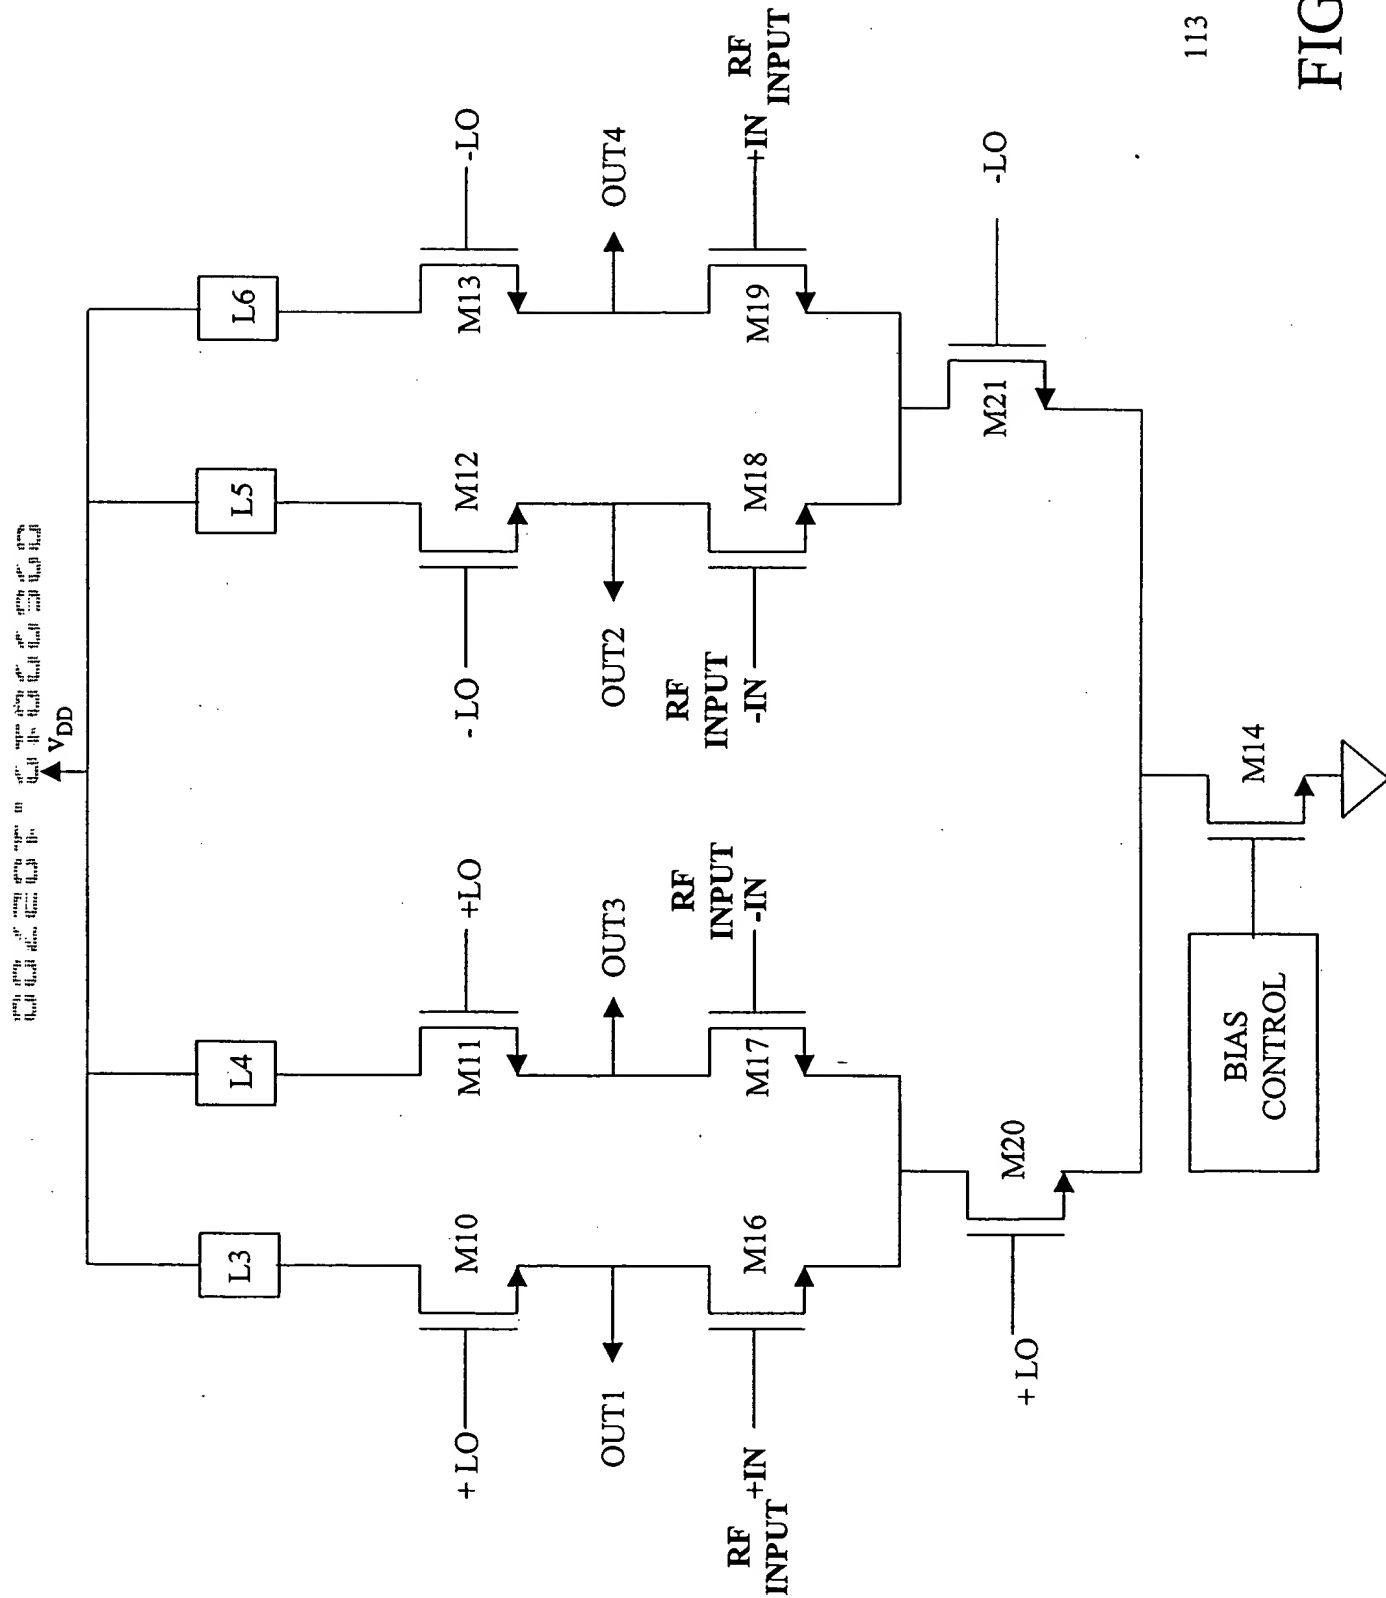 V_DD
L3
L4
L5
L6
+ LO
M10
M11
+LO
- LO
M12
M13
-LO
OUT1
OUT3
OUT2
OUT4
RF
INPUT
+IN
M16
M17
RF
INPUT
-IN
RF
INPUT
-IN
M18
M19
RF
INPUT
+IN
+ LO
M20
M21
-LO
BIAS
CONTROL
M14
113
FIG